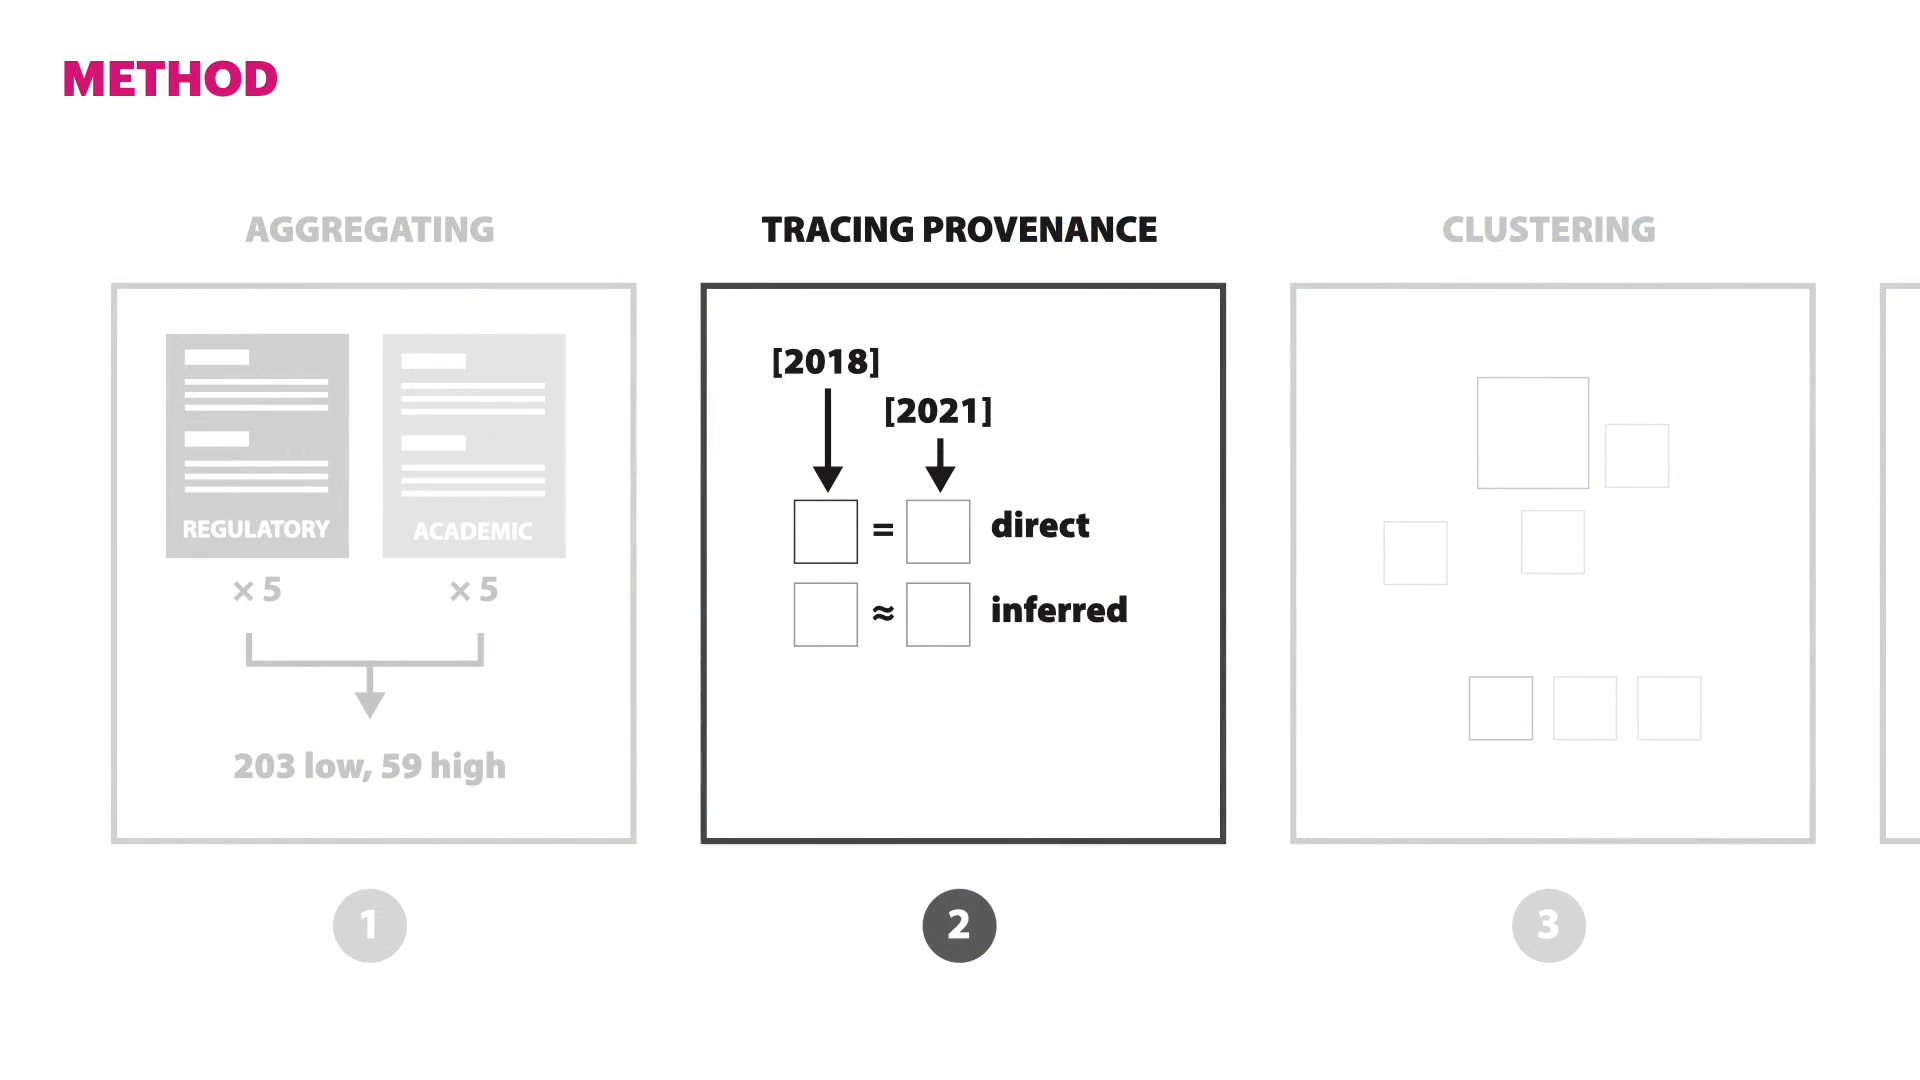 METHOD
AGGREGATING
REGULATORY
ACADEMIC
× 5
× 5
203 low, 59 high
1
TRACING PROVENANCE
[2018]
[2021]
= direct
≈ inferred
2
CLUSTERING
3